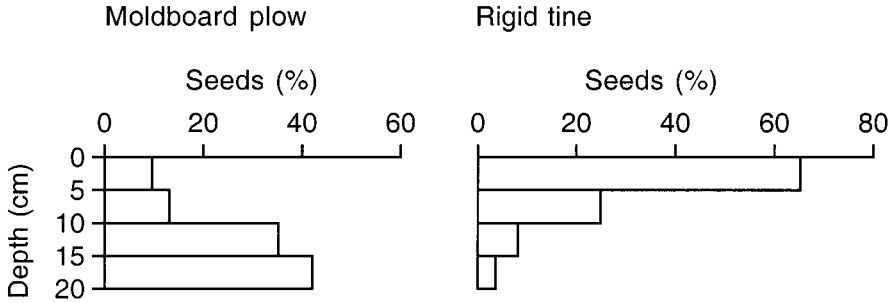 Moldboard plow
Rigid tine
Seeds (%)
Seeds (%)
0 20 40 60
0 20 40 60 80
Depth (cm)
0
5
10
15
20